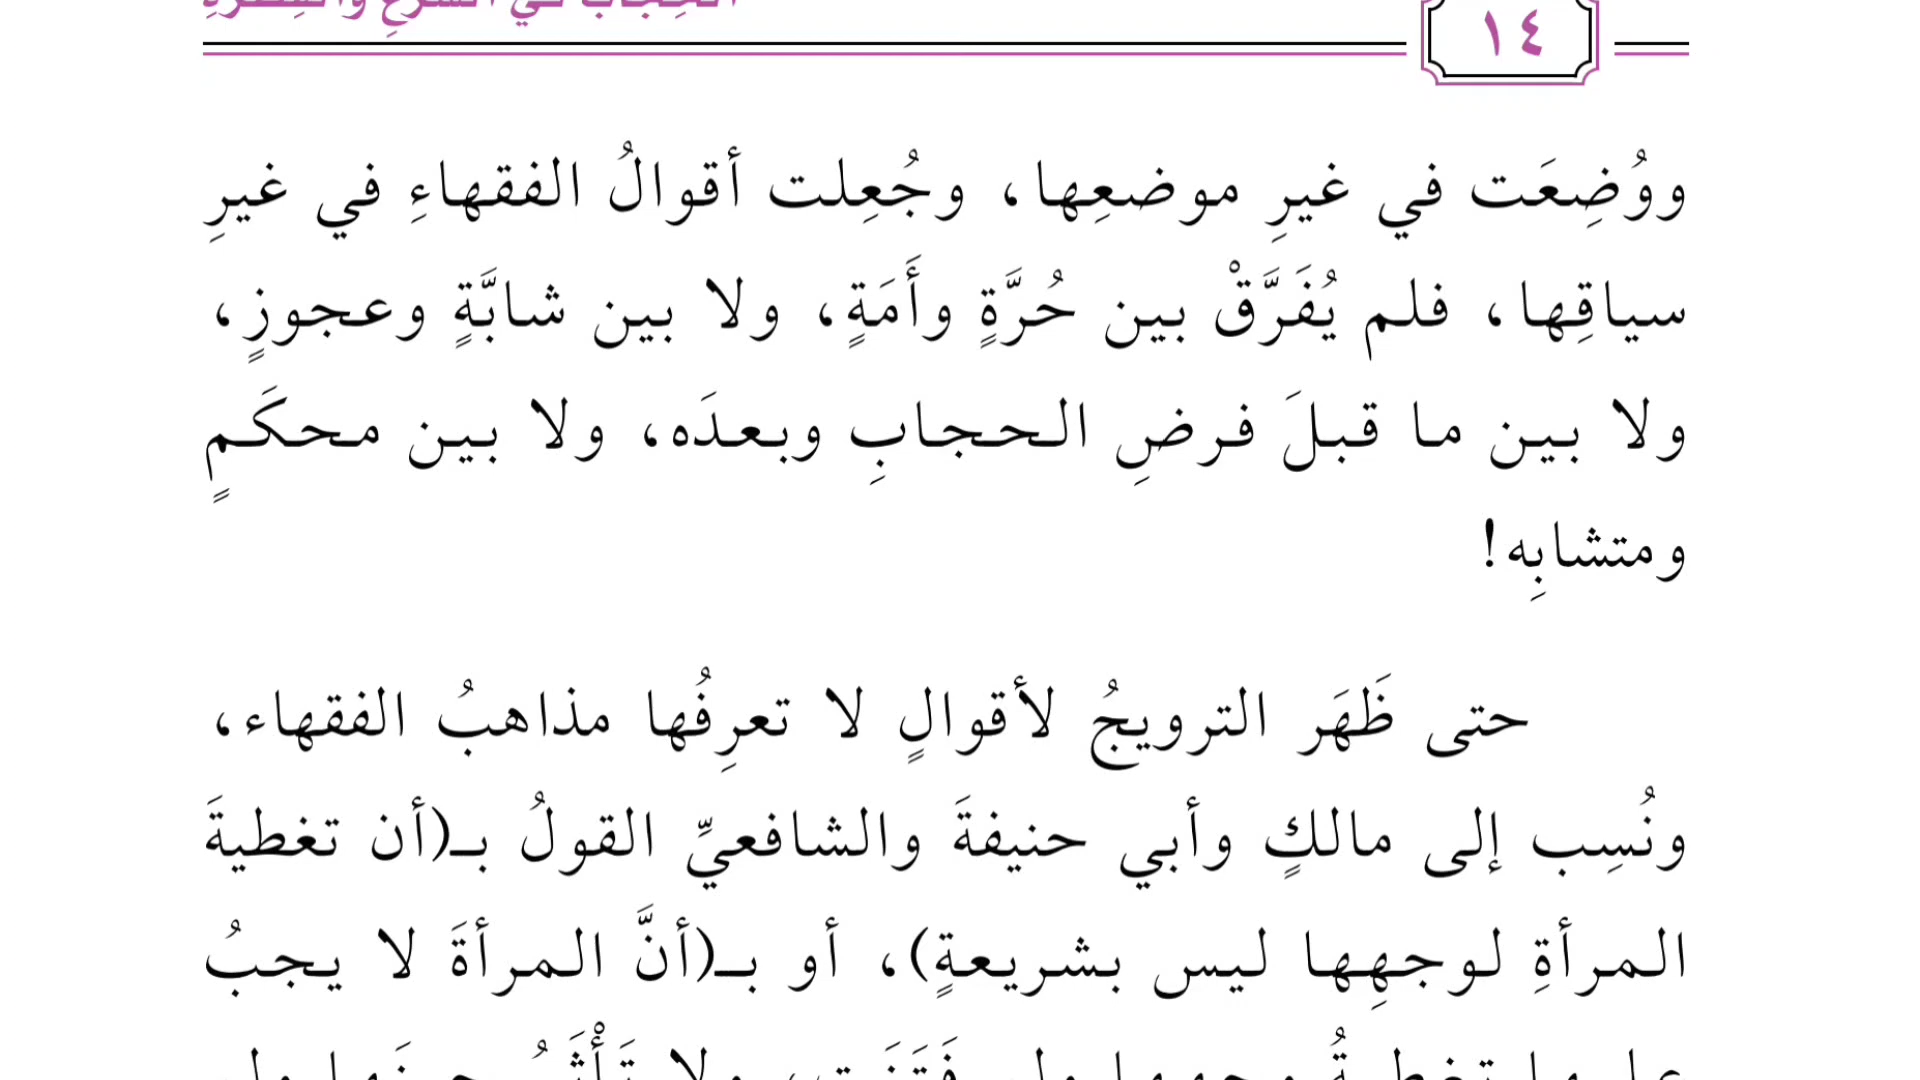 ١٤
ووُضِعَت في غيرِ موضعِها، وجُعِلت أقوالُ الفقهاءِ في غيرِ
سياقِها، فلم يُفَرَّقْ بين حُرَّةٍ وأَمَةٍ، ولا بين شابَّةٍ وعجوزٍ،
ولا بين ما قبلَ فرضِ الحجابِ وبعدَه، ولا بين محكَمٍ
ومتشابِه!
حتى ظَهَر الترويجُ لأقوالٍ لا تعرِفُها مذاهبُ الفقهاء،
ونُسِب إلى مالكٍ وأبي حنيفةَ والشافعيِّ القولُ بـ(أن تغطيةَ
المرأةِ لوجهِها ليس بشريعةٍ)، أو بـ(أنَّ المرأةَ لا يجبُ